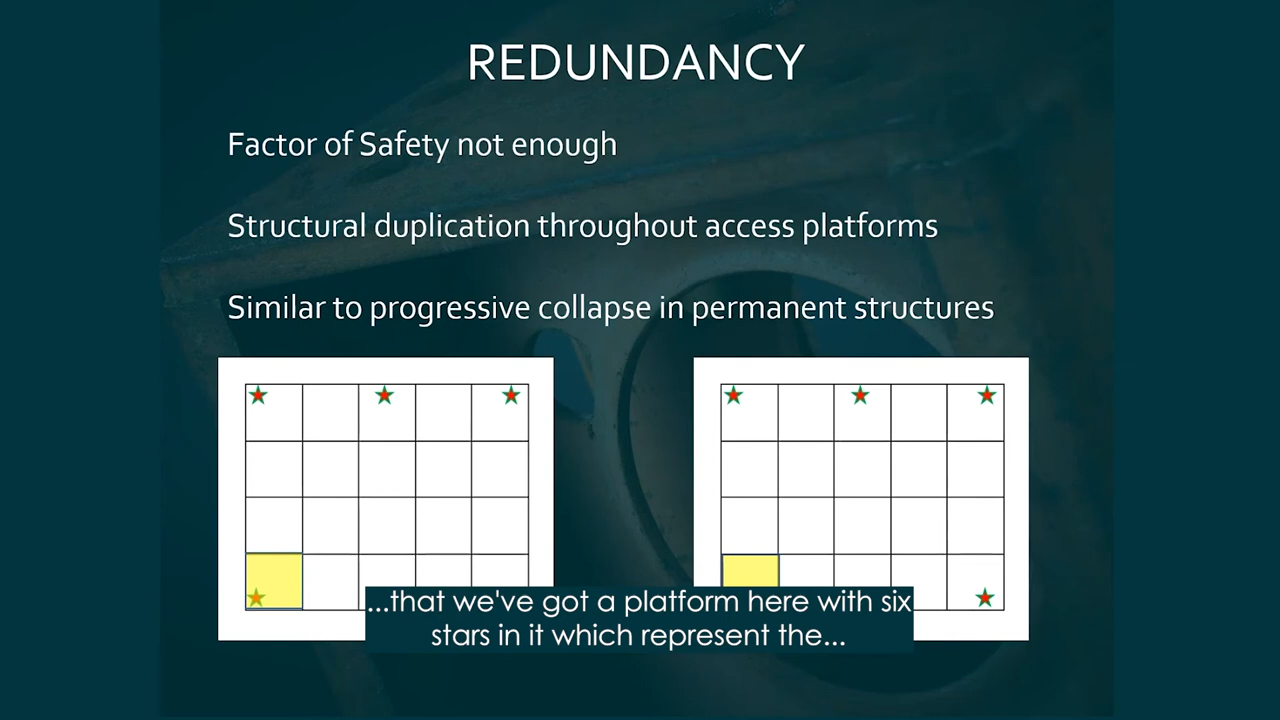 REDUNDANCY
Factor of Safety not enough
Structural duplication throughout access platforms
Similar to progressive collapse in permanent structures
...that we've got a platform here with six
stars in it which represent the...